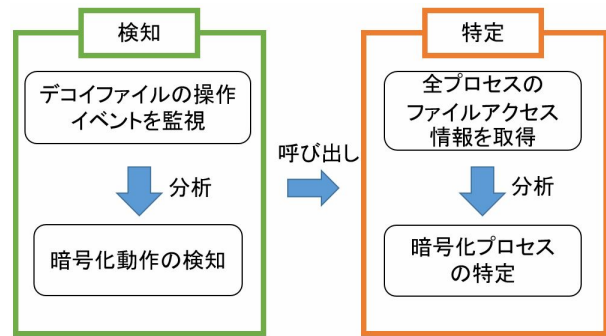 検知
デコイファイルの操作
イベントを監視
分析
暗号化動作の検知
呼び出し
特定
全プロセスの
ファイルアクセス
情報を取得
分析
暗号化プロセス
の特定